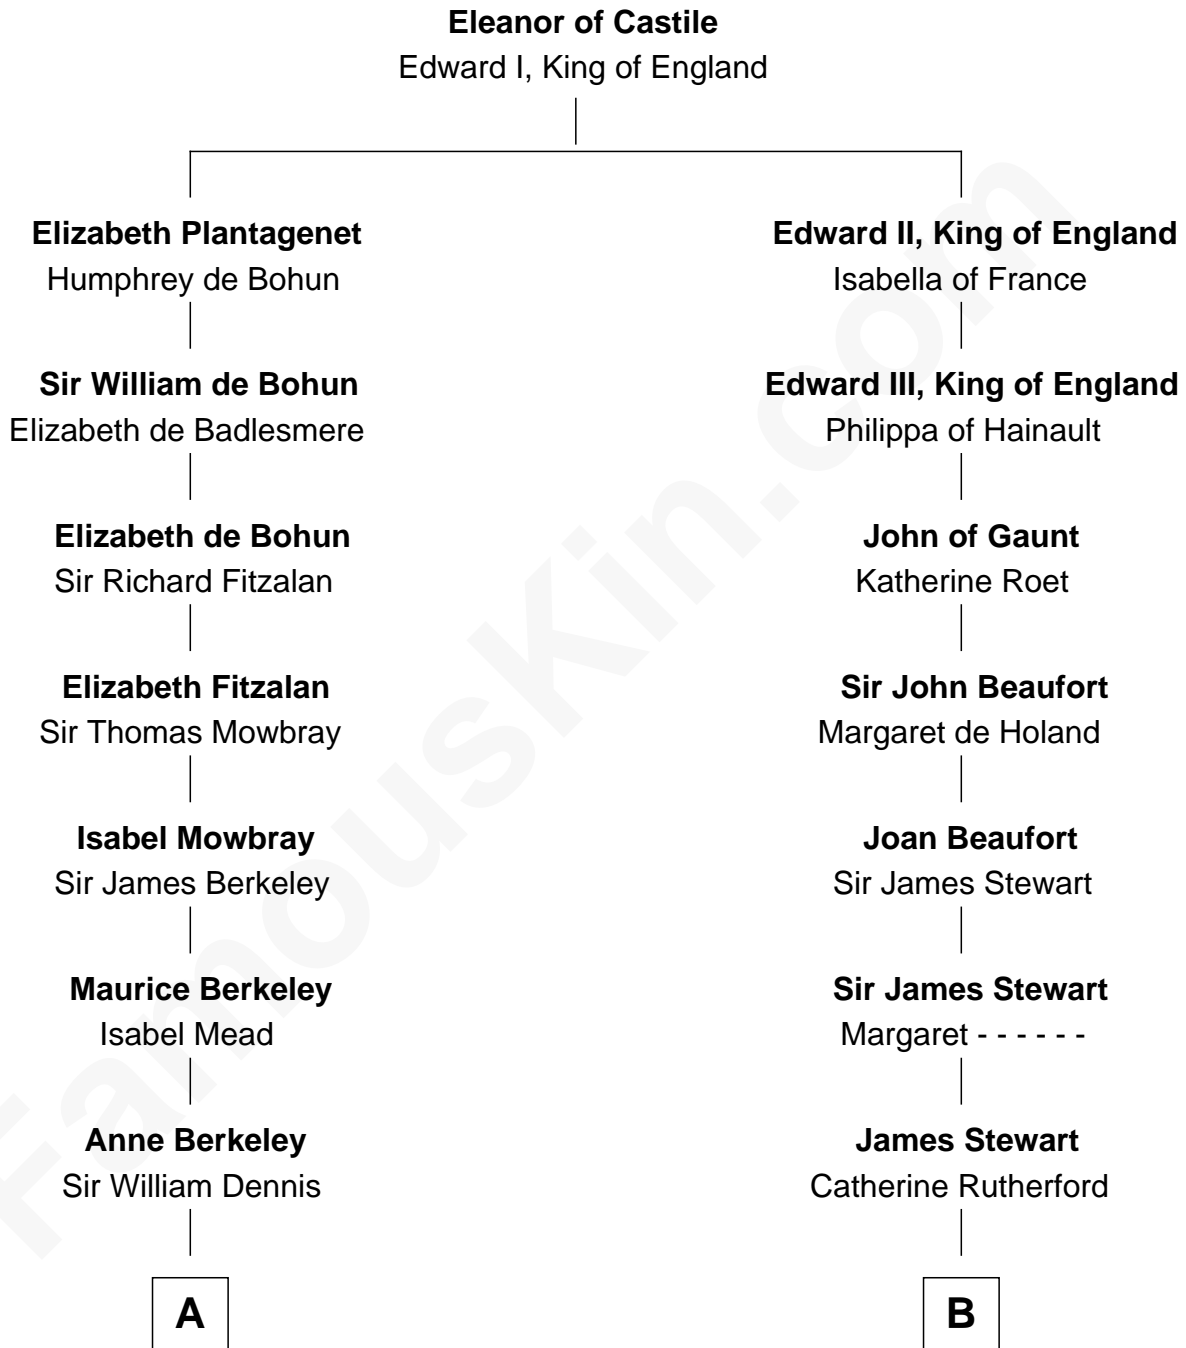 Eleanor of Castile
Edward I, King of England
Elizabeth Plantagenet
Humphrey de Bohun
Sir William de Bohun
Elizabeth de Badlesmere
Elizabeth de Bohun
Sir Richard Fitzalan
Elizabeth Fitzalan
Sir Thomas Mowbray
Isabel Mowbray
Sir James Berkeley
Maurice Berkeley
Isabel Mead
Anne Berkeley
Sir William Dennis
A
Edward II, King of England
Isabella of France
Edward III, King of England
Philippa of Hainault
John of Gaunt
Katherine Roet
Sir John Beaufort
Margaret de Holand
Joan Beaufort
Sir James Stewart
Sir James Stewart
Margaret - - - - - -
James Stewart
Catherine Rutherford
B
FamousKin.com